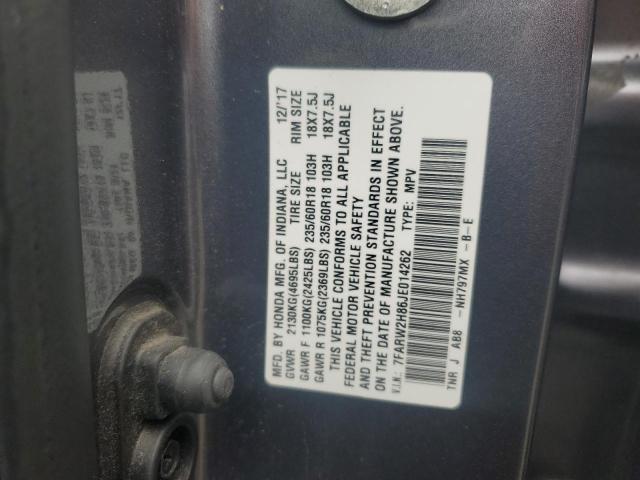 MFD. BY HONDA MFG. OF INDIANA, LLC 12/'17
GVWR 2130KG(4695LBS) TIRE SIZE RIM SIZE
GAWR F 1100KG(2425LBS) 235/60R18 103H 18X7.5J
GAWR R 1075KG(2369LBS) 235/60R18 103H 18X7.5J
THIS VEHICLE CONFORMS TO ALL APPLICABLE
FEDERAL MOTOR VEHICLE SAFETY
AND THEFT PREVENTION STANDARDS IN EFFECT
ON THE DATE OF MANUFACTURE SHOWN ABOVE.
V.I.N.: 7FARW2H86JE014262 TYPE: MPV
TNR J AB8 -NH797MX -B-E